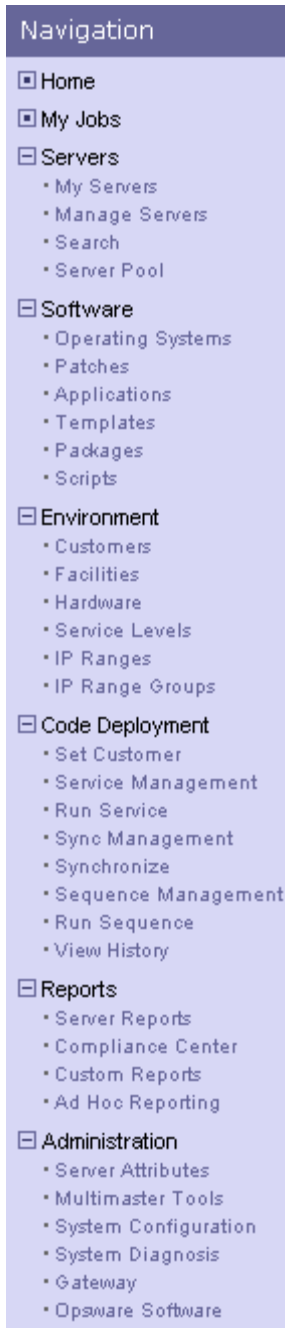 Navigation
Home
My Jobs
Servers
My Servers
Manage Servers
Search
Server Pool
Software
Operating Systems
Patches
Applications
Templates
Packages
Scripts
Environment
Customers
Facilities
Hardware
Service Levels
IP Ranges
IP Range Groups
Code Deployment
Set Customer
Service Management
Run Service
Sync Management
Synchronize
Sequence Management
Run Sequence
View History
Reports
Server Reports
Compliance Center
Custom Reports
Ad Hoc Reporting
Administration
Server Attributes
Multimaster Tools
System Configuration
System Diagnosis
Gateway
Opsware Software